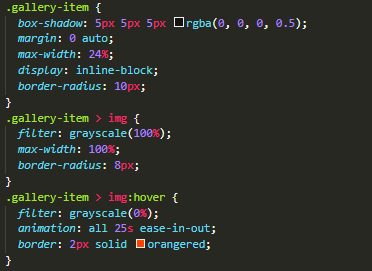 .gallery-item {
box-shadow: 5px 5px 5px rgba(0, 0, 0, 0.5);
margin: 0 auto;
max-width: 24%;
display: inline-block;
border-radius: 10px;
}
.gallery-item > img {
filter: grayscale(100%);
max-width: 100%;
border-radius: 8px;
}
.gallery-item > img:hover {
filter: grayscale(0%);
animation: all 25s ease-in-out;
border: 2px solid orangered;
}